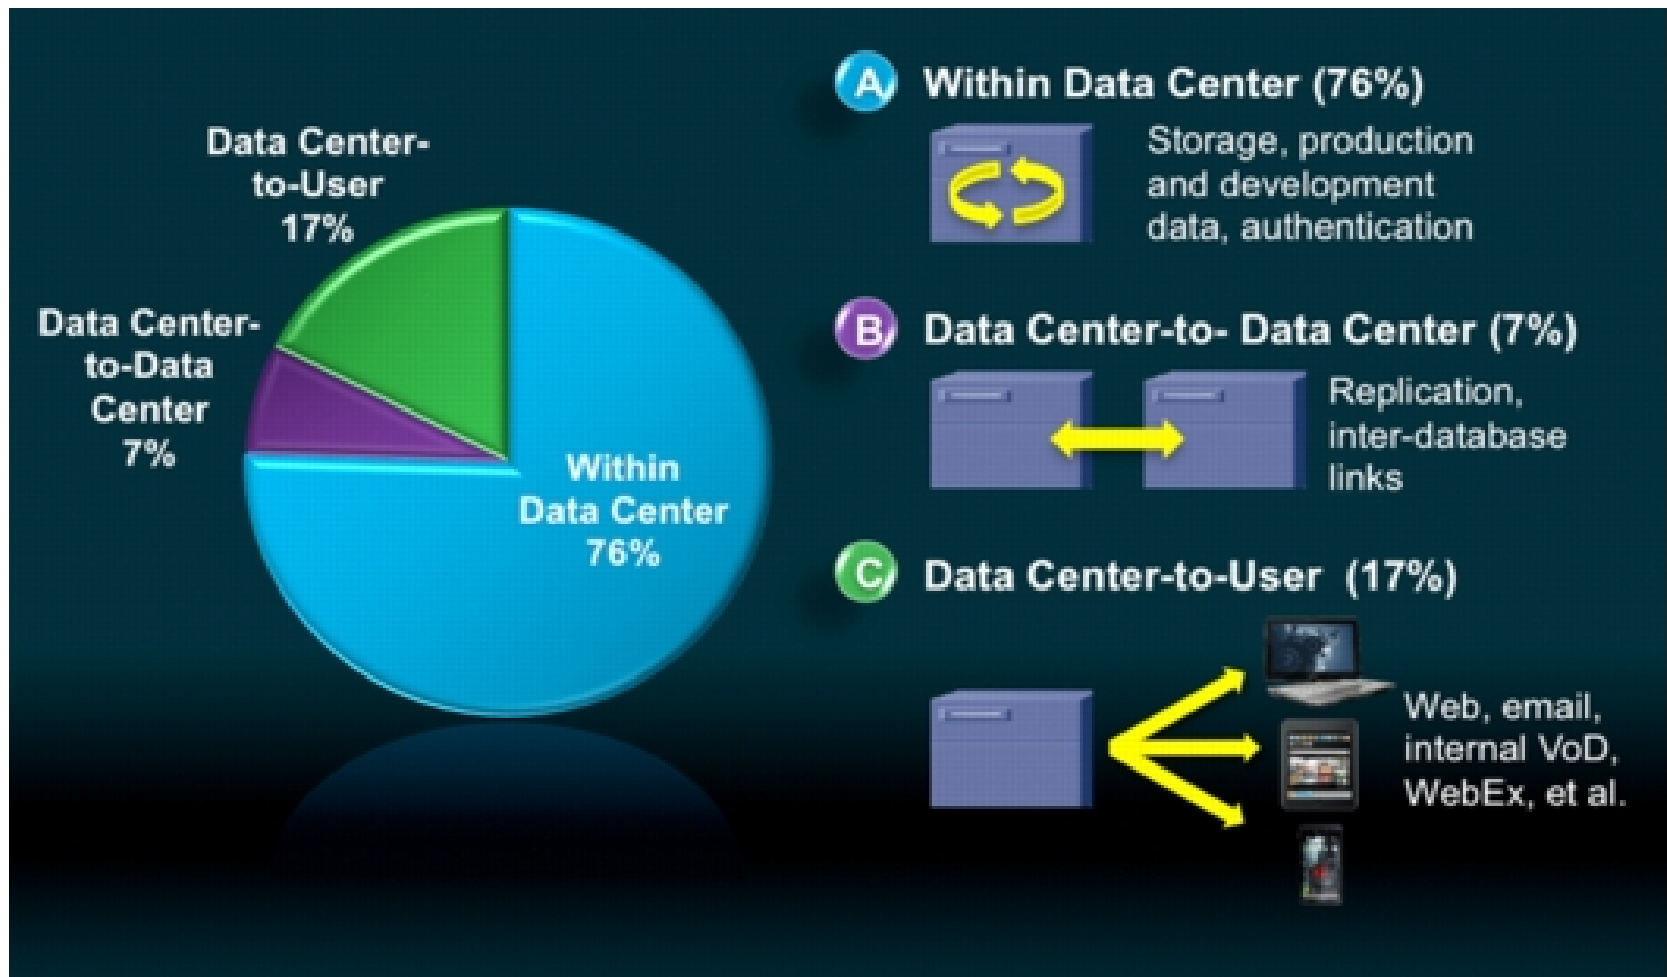 Data Center-
to-User
17%
Data Center-
to-Data
Center
7%
Within
Data Center
76%
A Within Data Center (76%)
Storage, production
and development
data, authentication
B Data Center-to- Data Center (7%)
Replication,
inter-database
links
C Data Center-to-User (17%)
Web, email,
internal VoD,
WebEx, et al.